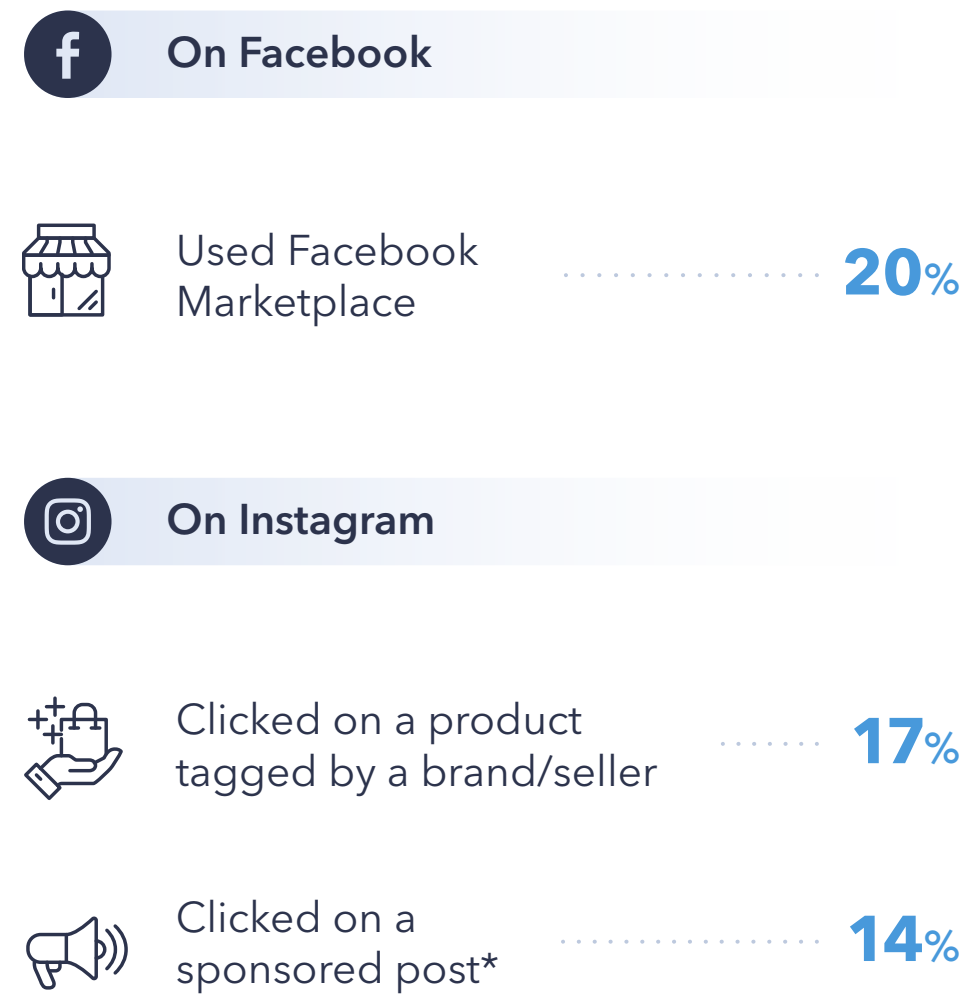 On Facebook
Used Facebook
Marketplace
20%
On Instagram
Clicked on a product
tagged by a brand/seller
17%
Clicked on a
sponsored post*
14%